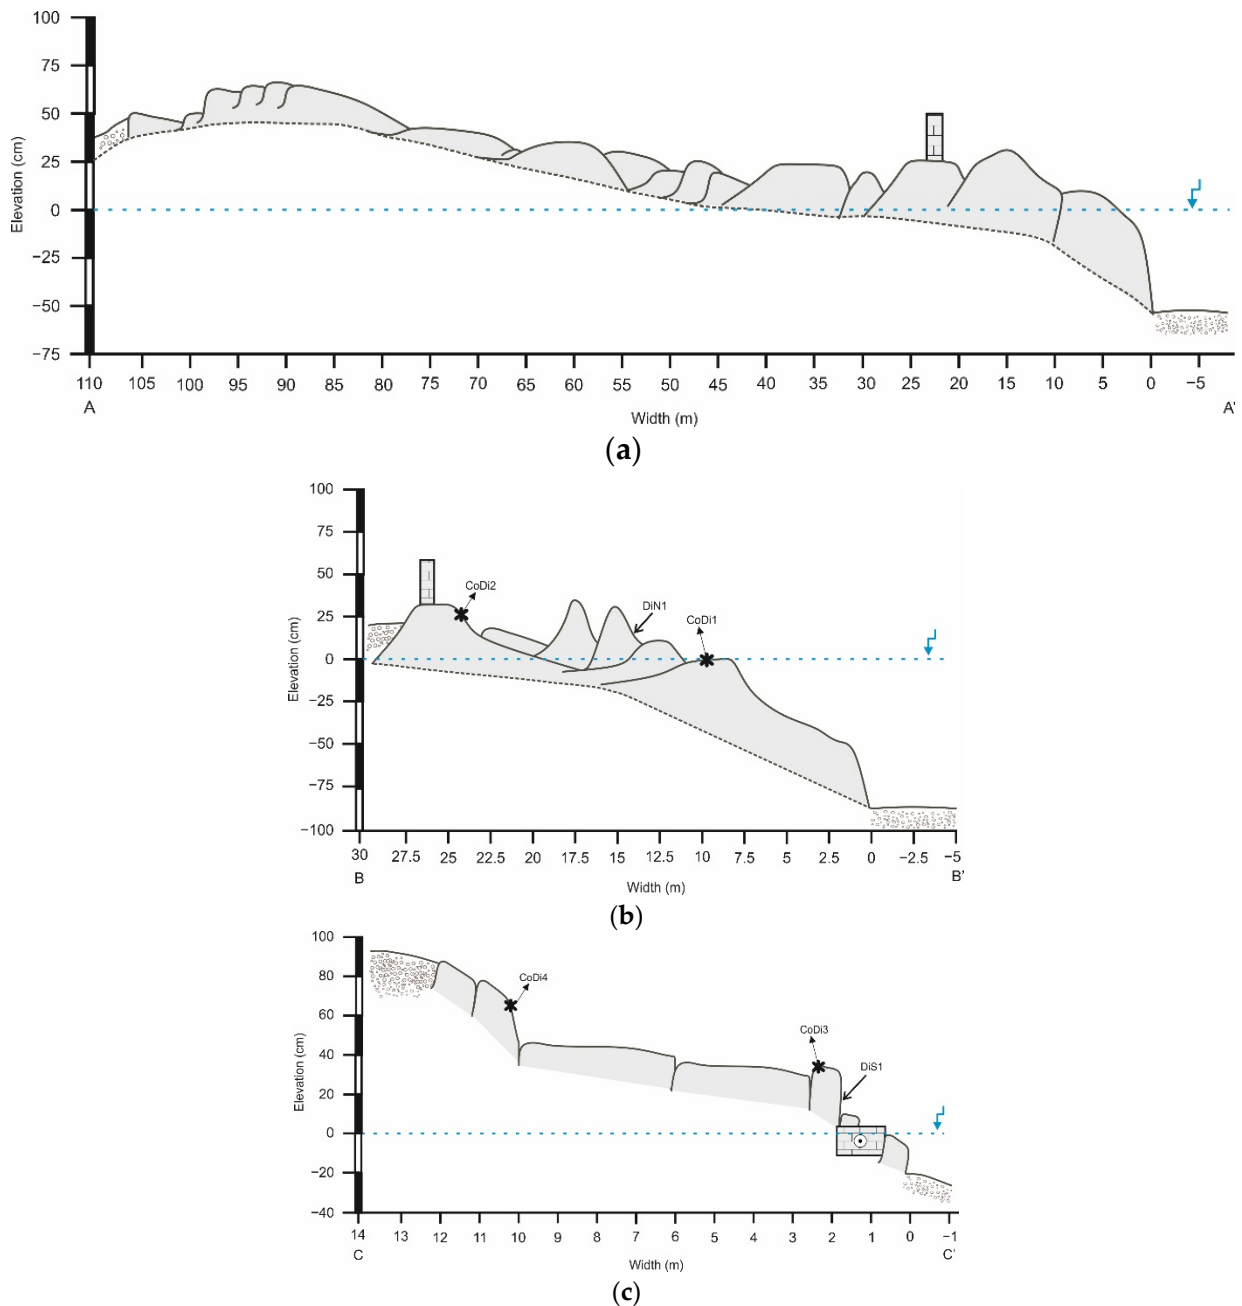 100
75
50
25
0
−25
−50
−75
Elevation (cm)
110 105 100 95 90 85 80 75 70 65 60 55 50 45 40 35 30 25 20 15 10 5 0 −5
A A'
Width (m)
(a)
100
75
50
25
0
−25
−50
−75
−100
Elevation (cm)
CoDi2
DiN1
CoDi1
30 27.5 25 22.5 20 17.5 15 12.5 10 7.5 5 2.5 0 −2.5 −5
B B'
Width (m)
(b)
100
80
60
40
20
0
−20
−40
Elevation (cm)
CoDi4
CoDi3
DiS1
14 13 12 11 10 9 8 7 6 5 4 3 2 1 0 −1
C C'
Width (m)
(c)